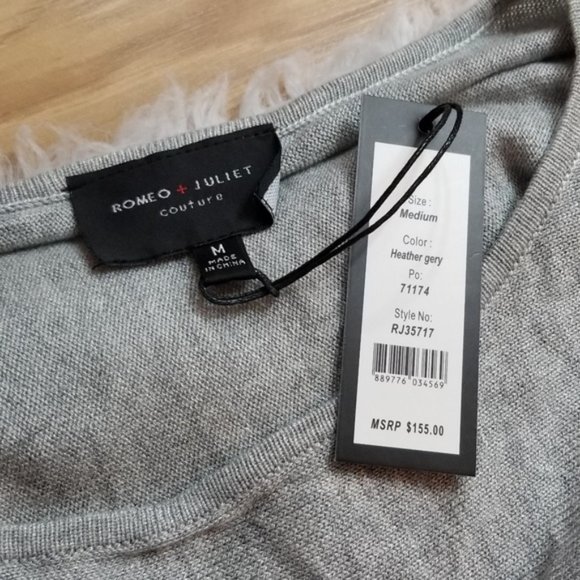 ROMEO + JULIET
couture
M
MADE
IN CHINA
Size :
Medium
Color :
Heather gery
Po:
71174
Style No:
RJ35717
889776 034569
MSRP $155.00